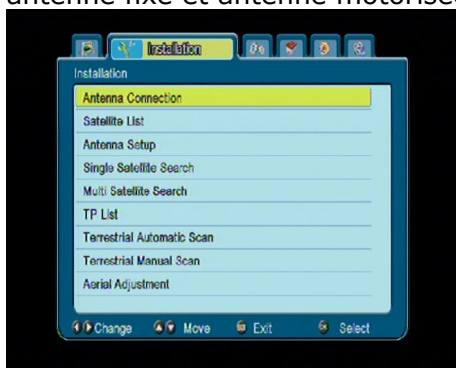 antenne fixe et antenne motorisée
Installation
Installation
Antenna Connection
Satellite List
Antenna Setup
Single Satellite Search
Multi Satellite Search
TP List
Terrestrial Automatic Scan
Terrestrial Manual Scan
Aerial Adjustment
Change Move Exit Select